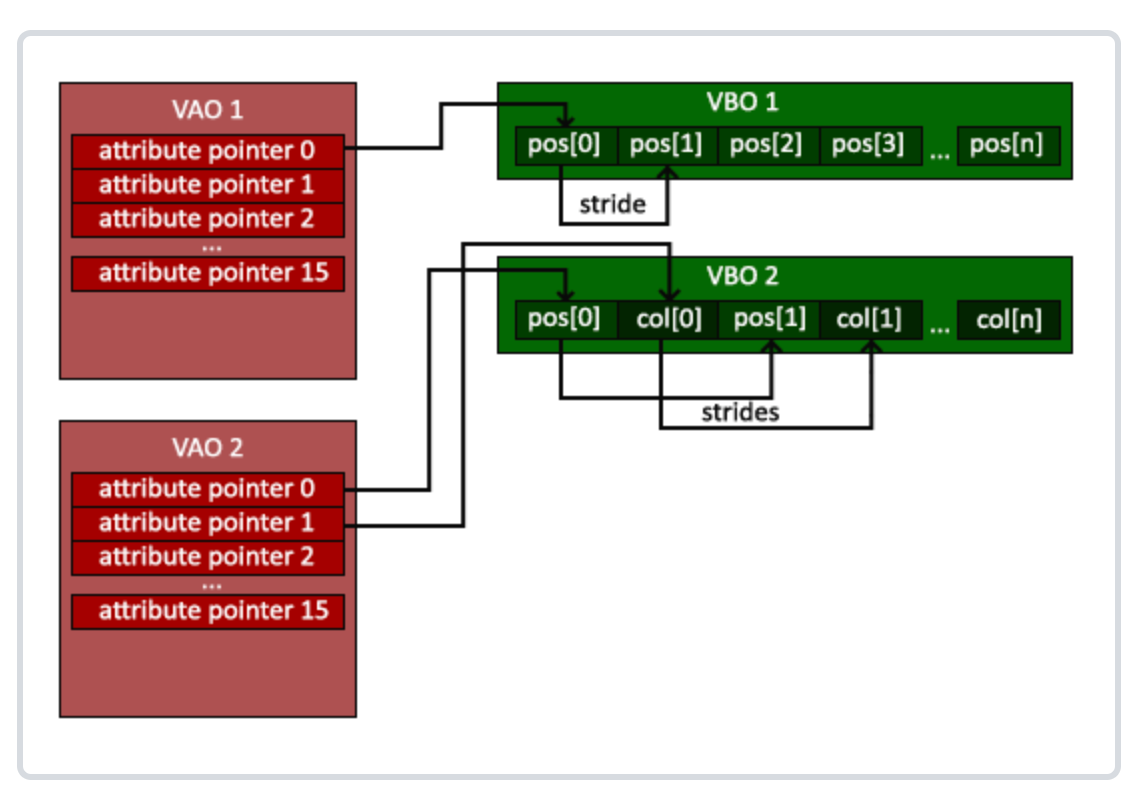 VAO 1
attribute pointer 0
attribute pointer 1
attribute pointer 2
...
attribute pointer 15
VBO 1
pos[0] pos[1] pos[2] pos[3] ... pos[n]
stride
VBO 2
pos[0] col[0] pos[1] col[1] ... col[n]
strides
VAO 2
attribute pointer 0
attribute pointer 1
attribute pointer 2
...
attribute pointer 15